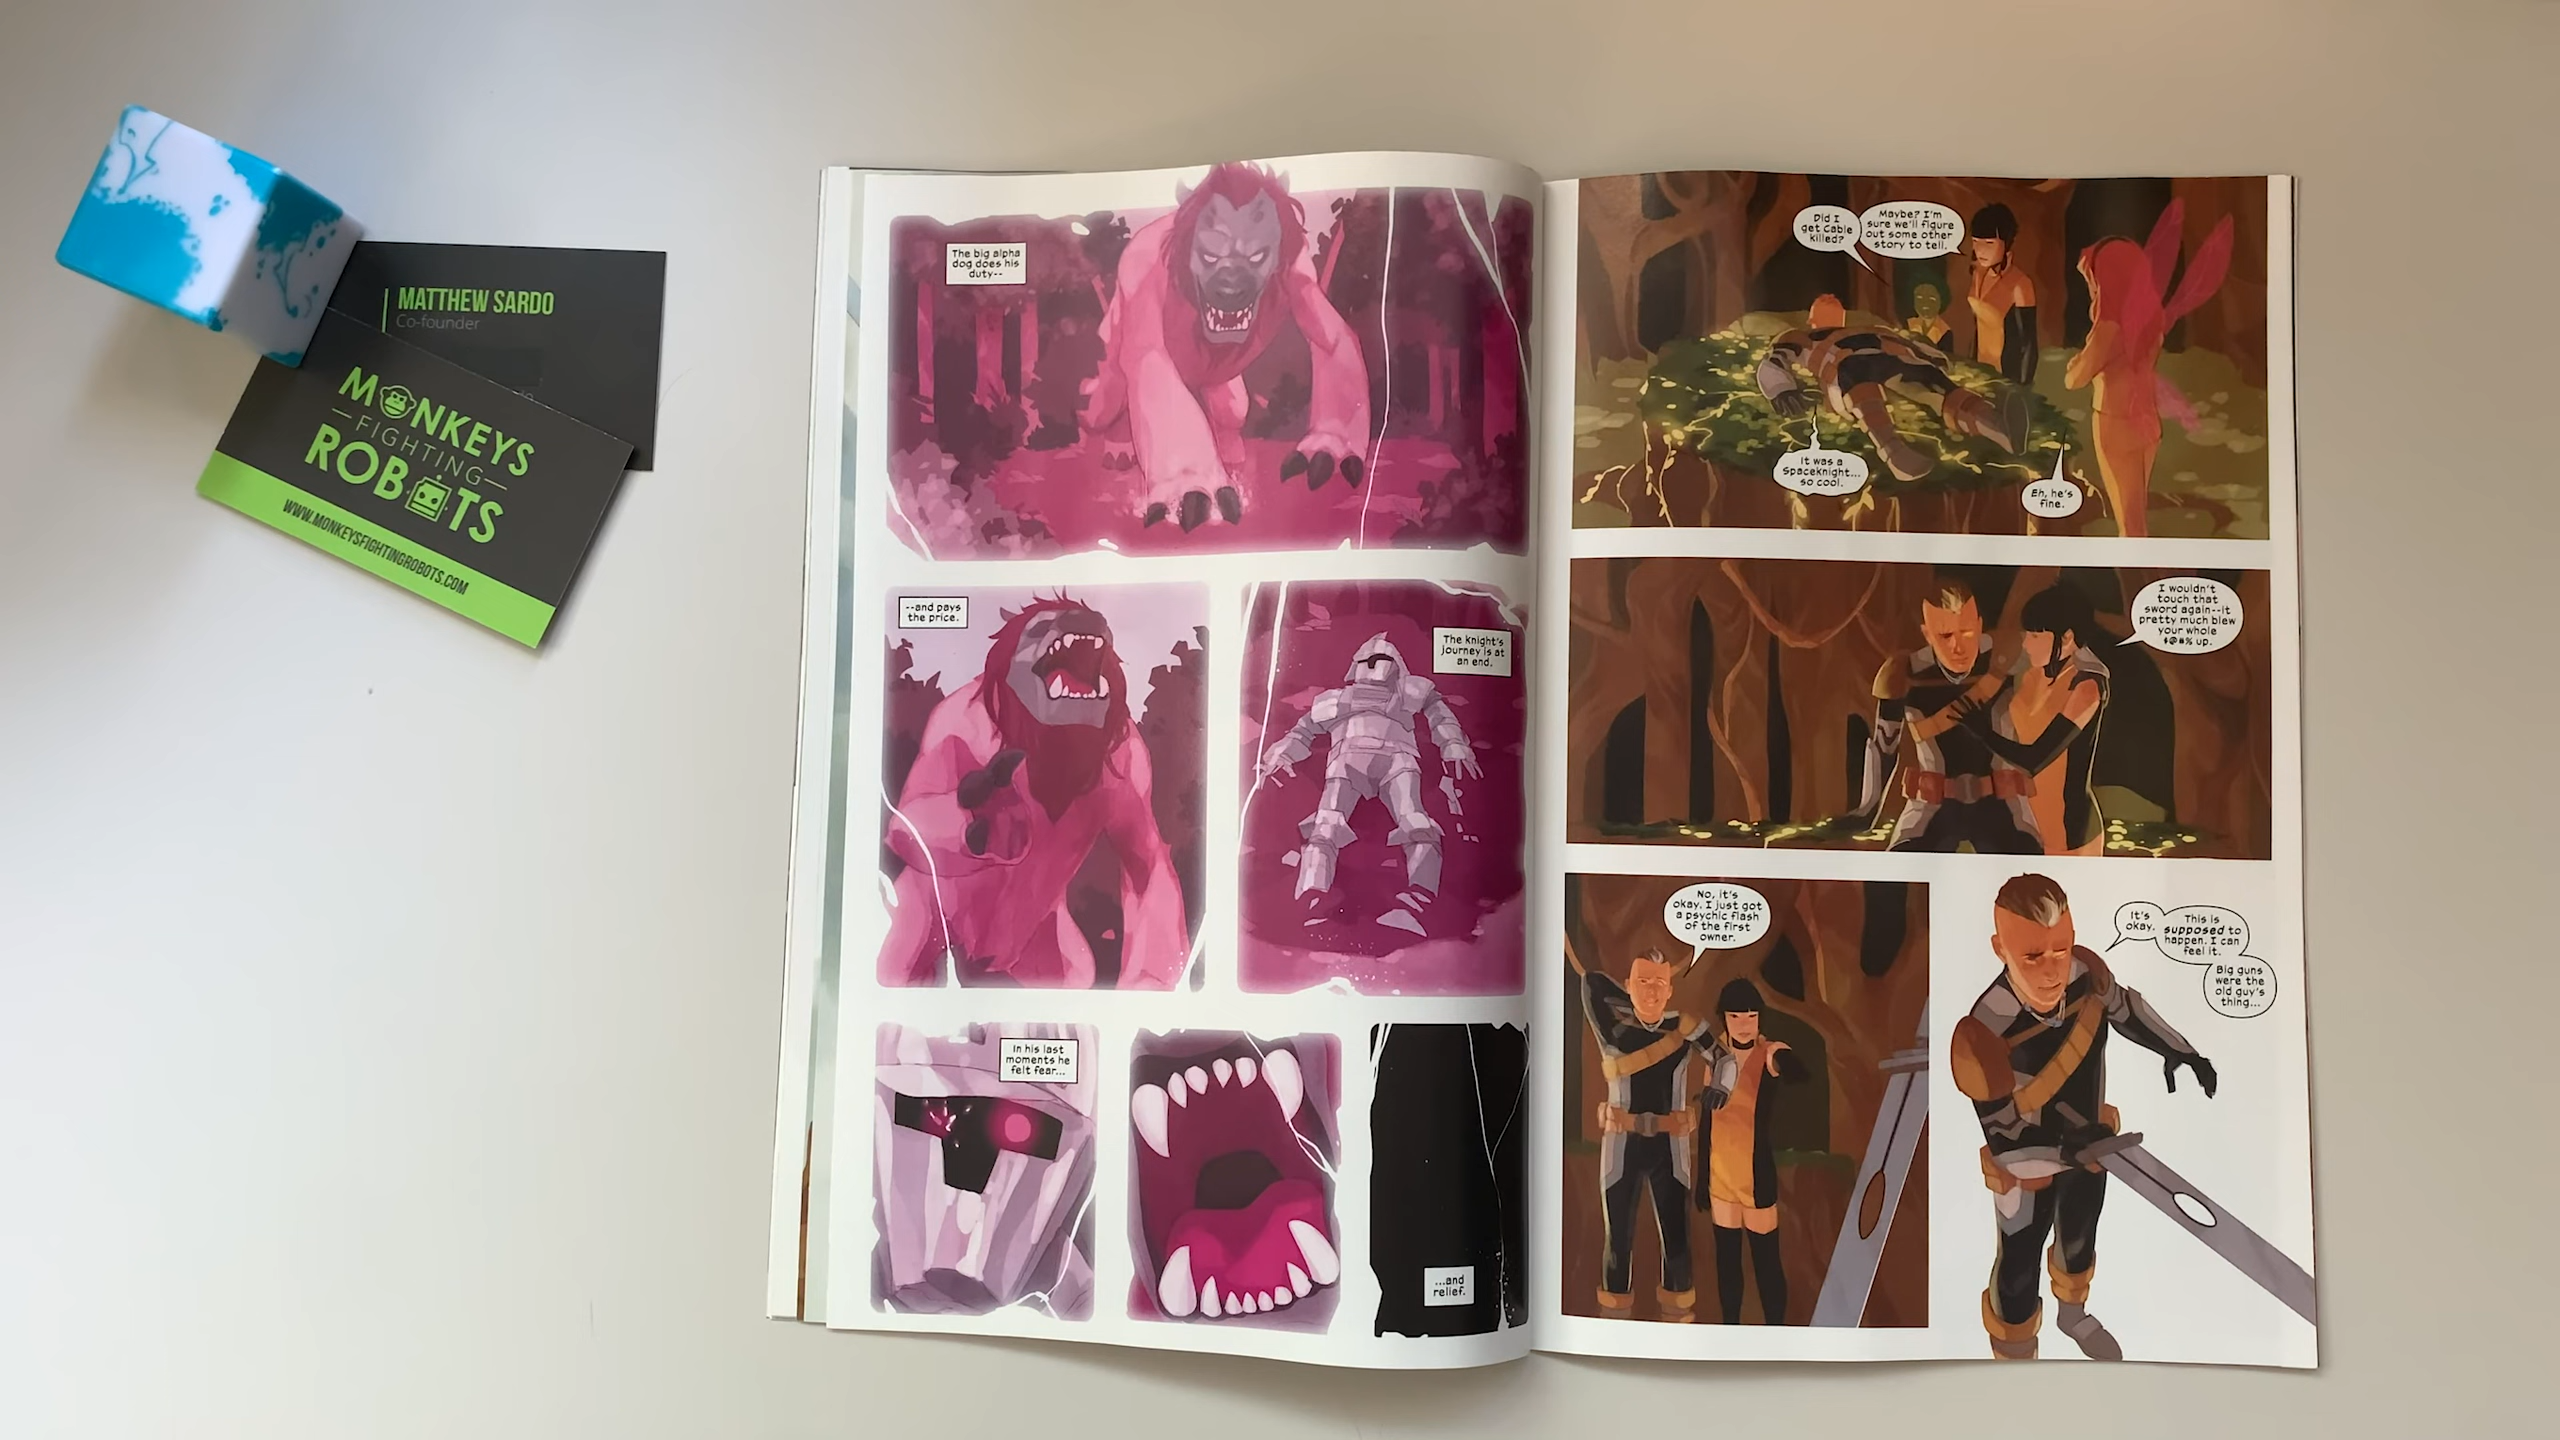 MATTHEW SARDO
Co-founder
MONKEYS
FIGHTING
ROBOTS
WWW.MONKEYSFIGHTINGROBOTS.COM
The big alpha
dog does his
duty--
--and pays
the price.
The knight's
journey is at
an end.
In his last
moments he
felt fear...
...and
relief.
Did I
get Cable
killed?
Maybe? I'm
sure we'll figure
out some other
story to tell.
It was a
Spaceknight...
so cool.
Eh, he's
fine.
I wouldn't
touch that
sword again--it
pretty much blew
your whole
$@#% up.
No, it's
okay. I just got
a psychic flash
of the first
owner.
It's
okay.
This is
supposed to
happen. I can
feel it.
Big guns
were the
old guy's
thing...